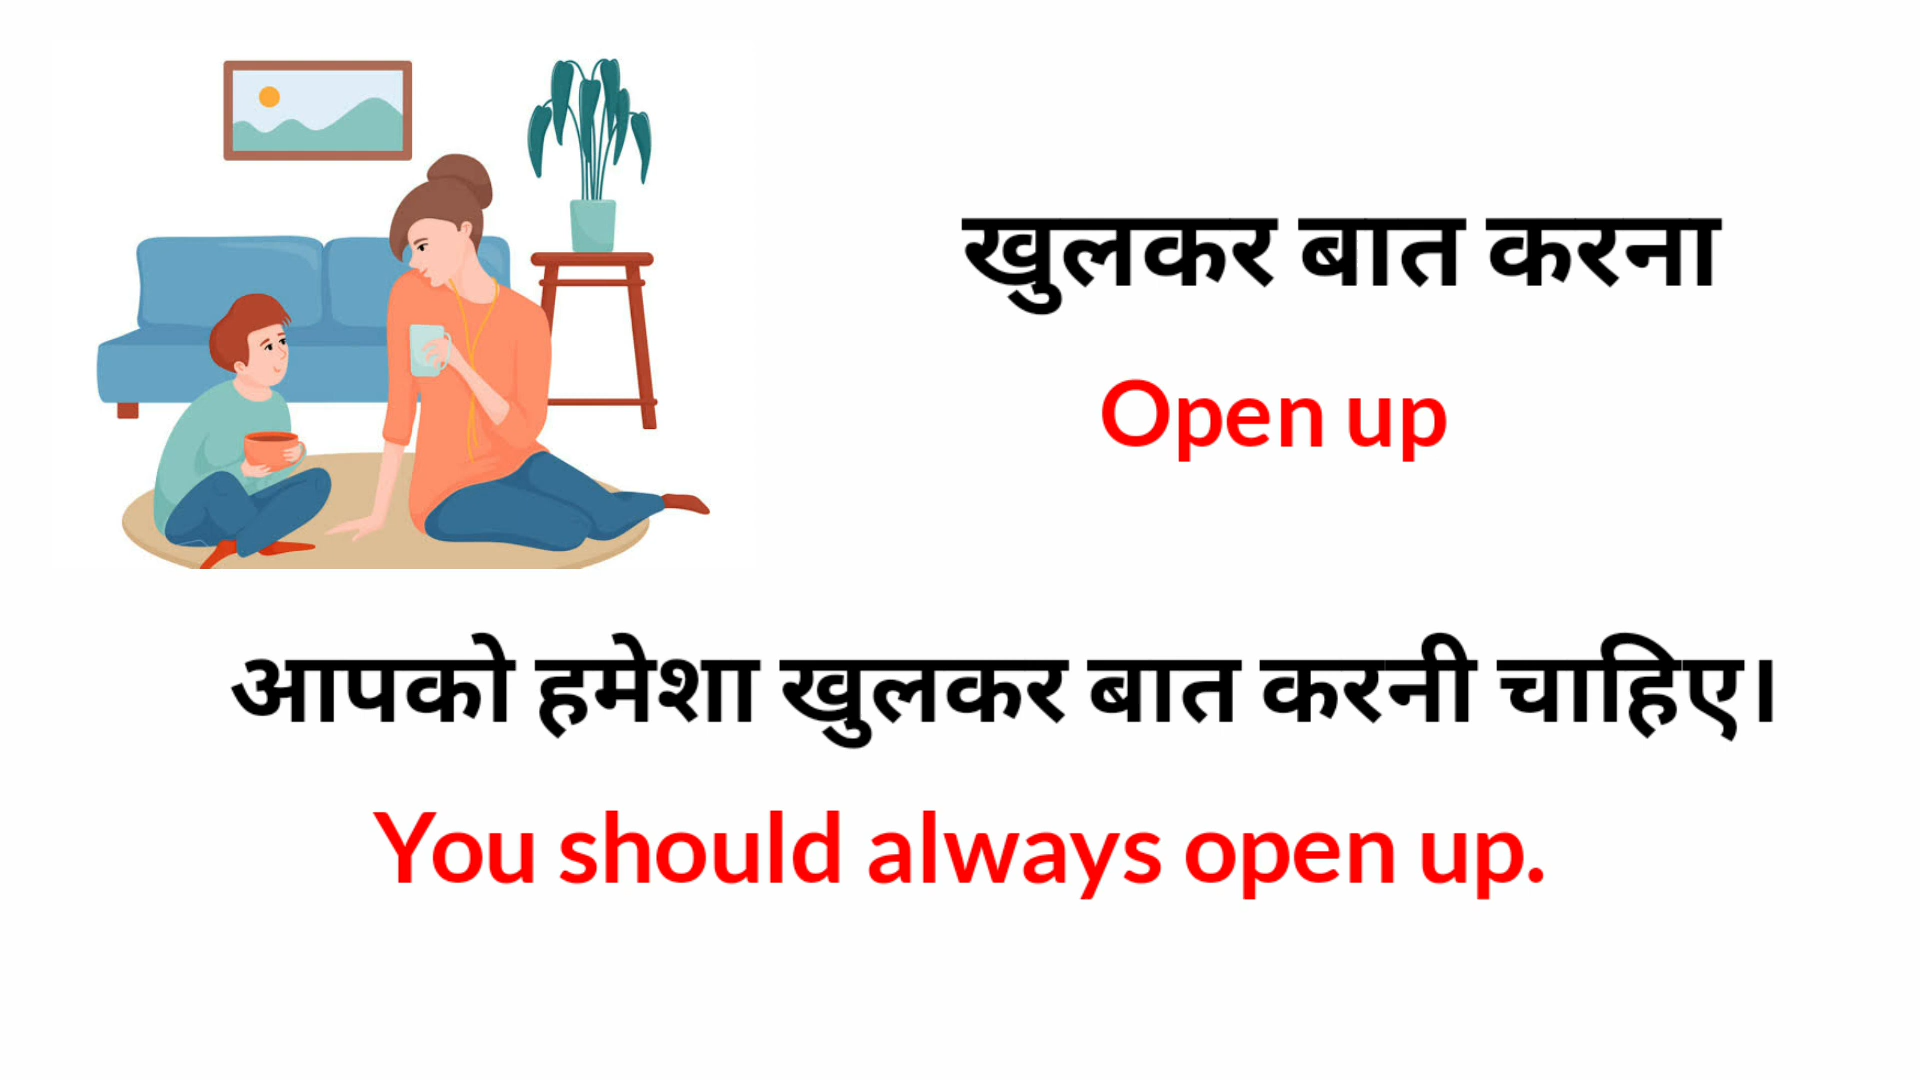 खुलकर बात करना
Open up
आपको हमेशा खुलकर बात करनी चाहिए।
You should always open up.